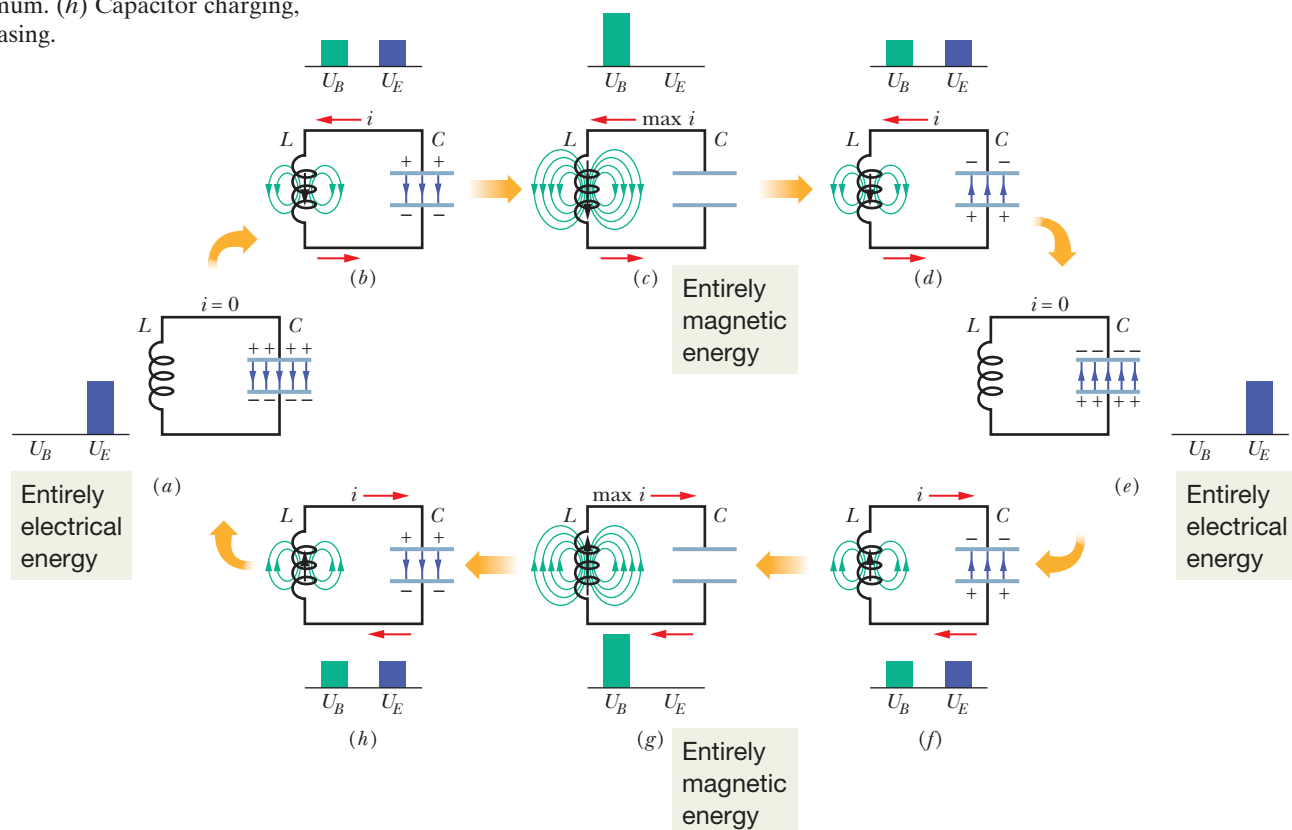 mum. (h) Capacitor charging,
asing.
U_B U_E
U_B U_E
U_B U_E
i
L C
+ +
– –
(b)
max i
L C
(c)
Entirely
magnetic
energy
i
L C
– –
+ +
(d)
i = 0
L C
+ + + +
– – – –
U_B U_E
(a)
Entirely
electrical
energy
i = 0
L C
– – – –
+ + + +
U_B U_E
(e)
Entirely
electrical
energy
i
L C
+ +
– –
U_B U_E
(h)
max i
L C
U_B U_E
(g)
Entirely
magnetic
energy
i
L C
– –
+ +
U_B U_E
(f)